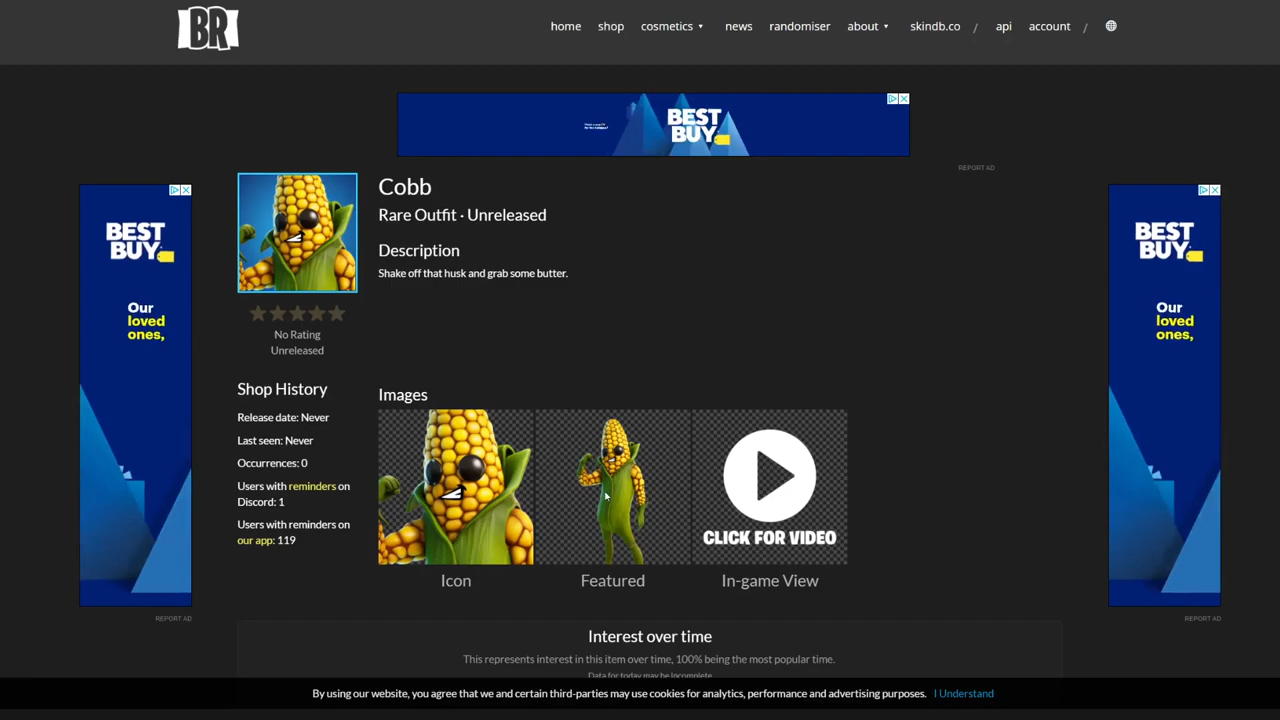 BR
home
shop
cosmetics
news
randomiser
about
skindb.co
/
api
account
/
BEST BUY
REPORT AD
Cobb
Rare Outfit · Unreleased
Description
Shake off that husk and grab some butter.
No Rating
Unreleased
Shop History
Release date: Never
Last seen: Never
Occurrences: 0
Users with reminders on
Discord: 1
Users with reminders on
our app: 119
Images
CLICK FOR VIDEO
Icon
Featured
In-game View
BEST
BUY
Our
loved
ones,
REPORT AD
BEST
BUY
Our
loved
ones,
REPORT AD
Interest over time
This represents interest in this item over time, 100% being the most popular time.
Data for today may be incomplete
By using our website, you agree that we and certain third-parties may use cookies for analytics, performance and advertising purposes. I Understand